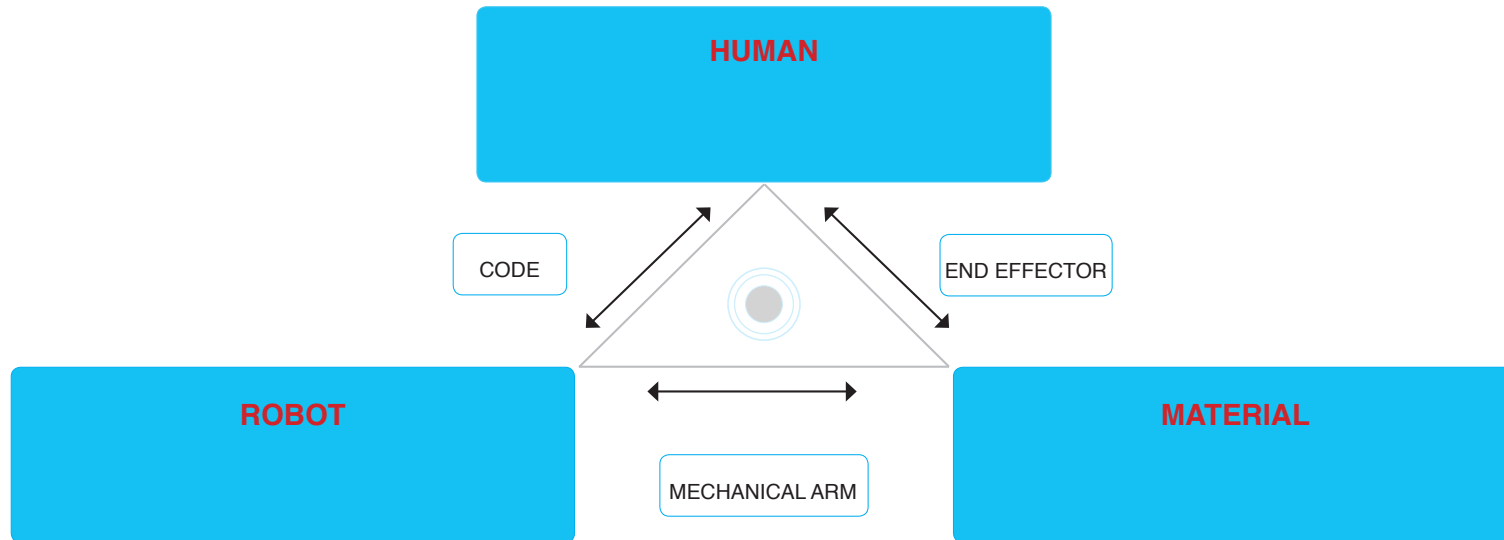 HUMAN
CODE
END EFFECTOR
ROBOT
MATERIAL
MECHANICAL ARM